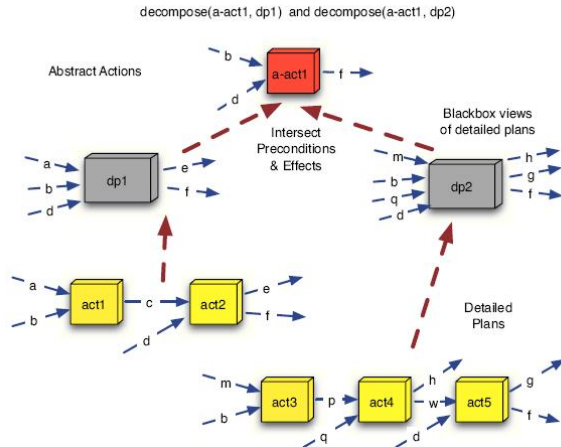 decompose(a-act1, dp1) and decompose(a-act1, dp2)
b
Abstract Actions
a-act1
f
d
Intersect
Preconditions
& Effects
Blackbox views
of detailed plans
a
e
b
dp1
f
d
m
h
b
g
q
dp2
f
d
a
e
act1
c
act2
b
f
d
Detailed
Plans
m
h
g
act3
p
act4
w
act5
b
f
q
d